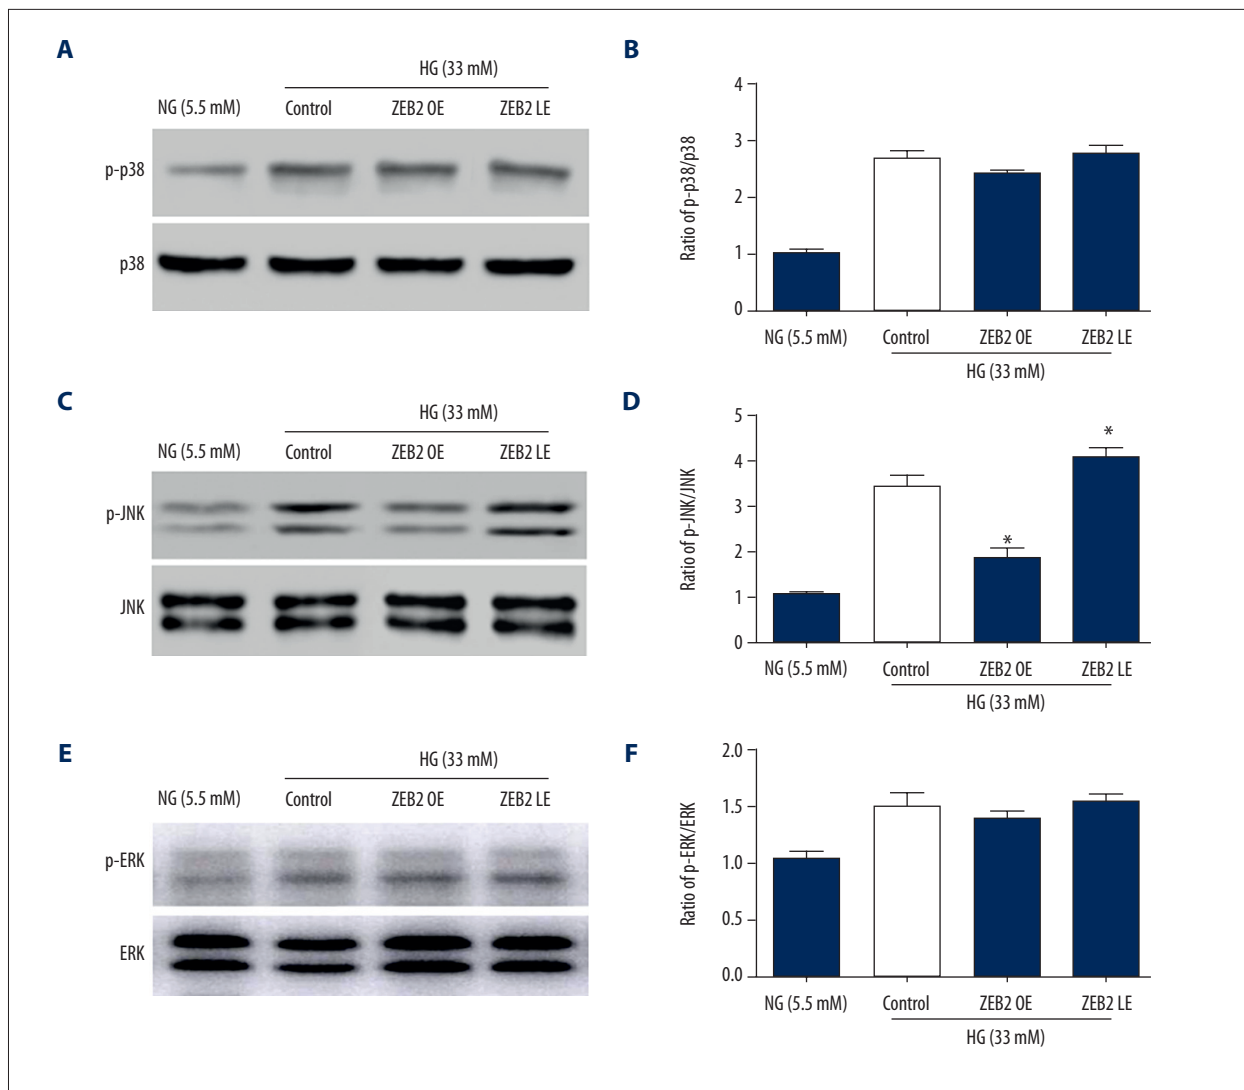 A
HG (33 mM)
NG (5.5 mM) Control ZEB2 OE ZEB2 LE
p-p38
p38
B
4
3
2
1
0
Ratio of p-p38/p38
NG (5.5 mM) Control ZEB2 OE ZEB2 LE
HG (33 mM)
C
HG (33 mM)
NG (5.5 mM) Control ZEB2 OE ZEB2 LE
p-JNK
JNK
D
5
4
3
2
1
0
Ratio of p-JNK/JNK
*
*
NG (5.5 mM) Control ZEB2 OE ZEB2 LE
HG (33 mM)
E
HG (33 mM)
NG (5.5 mM) Control ZEB2 OE ZEB2 LE
p-ERK
ERK
F
2.0
1.5
1.0
0.5
0.0
Ratio of p-ERK/ERK
NG (5.5 mM) Control ZEB2 OE ZEB2 LE
HG (33 mM)